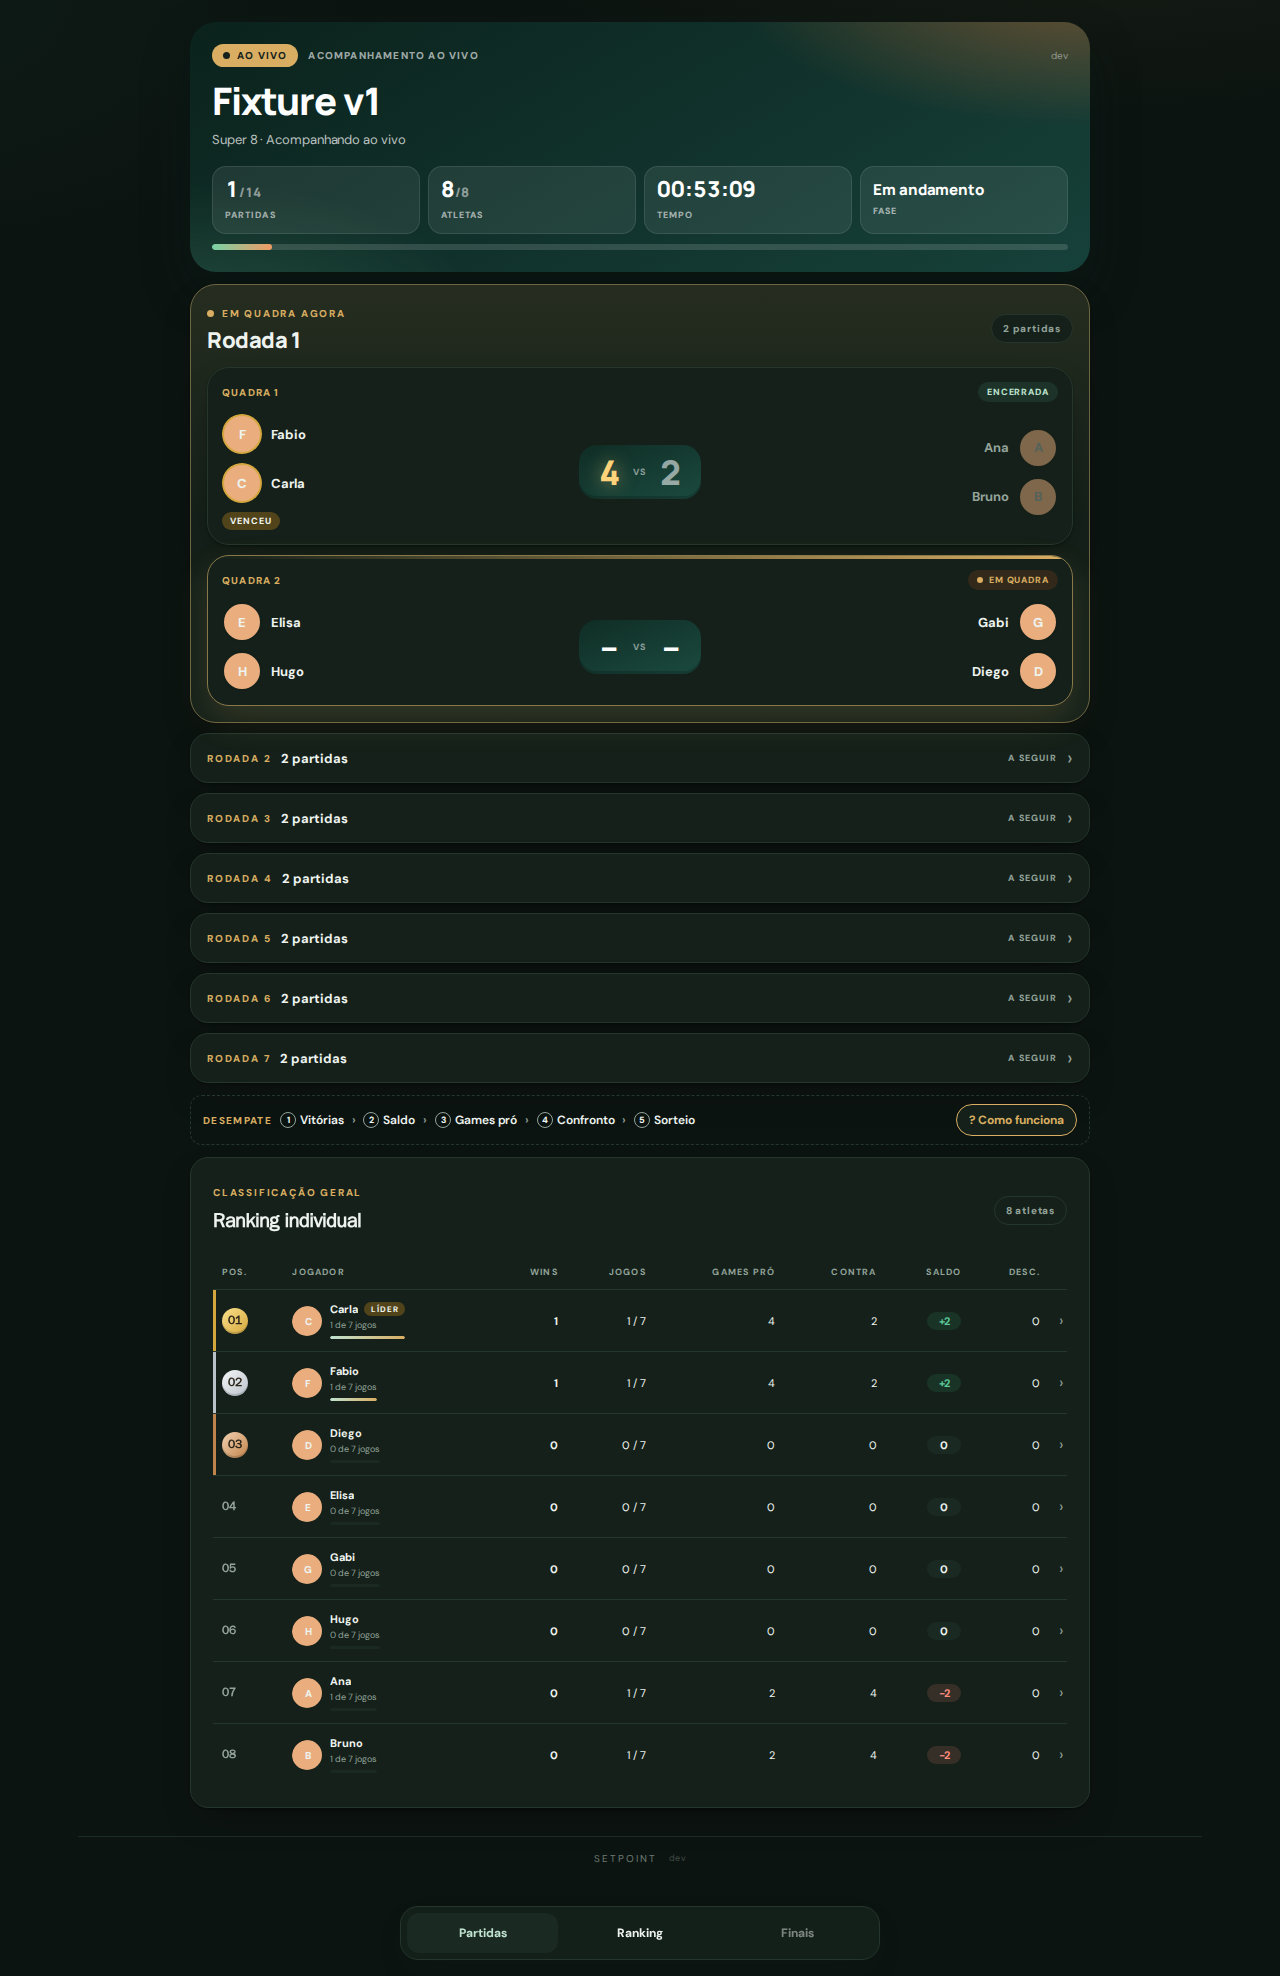 AO VIVO ACOMPANHAMENTO AO VIVO dev
Fixture v1
Super 8 · Acompanhando ao vivo
1/14 8/8 00:53:09 Em andamento
PARTIDAS ATLETAS TEMPO FASE
EM QUADRA AGORA
Rodada 1
2 partidas
QUADRA 1 ENCERRADA
F Fabio
C Carla
VENCEU
4 VS 2
Ana A
Bruno B
QUADRA 2 EM QUADRA
E Elisa
H Hugo
– VS –
Gabi G
Diego D
RODADA 2 2 partidas A SEGUIR ›
RODADA 3 2 partidas A SEGUIR ›
RODADA 4 2 partidas A SEGUIR ›
RODADA 5 2 partidas A SEGUIR ›
RODADA 6 2 partidas A SEGUIR ›
RODADA 7 2 partidas A SEGUIR ›
DESEMPATE 1 Vitórias › 2 Saldo › 3 Games pró › 4 Confronto › 5 Sorteio ? Como funciona
CLASSIFICAÇÃO GERAL
Ranking individual
8 atletas
POS. JOGADOR WINS JOGOS GAMES PRÓ CONTRA SALDO DESC.
01 C Carla LÍDER 1 1 / 7 4 2 +2 0 ›
1 de 7 jogos
02 F Fabio 1 1 / 7 4 2 +2 0 ›
1 de 7 jogos
03 D Diego 0 0 / 7 0 0 0 0 ›
0 de 7 jogos
04 E Elisa 0 0 / 7 0 0 0 0 ›
0 de 7 jogos
05 G Gabi 0 0 / 7 0 0 0 0 ›
0 de 7 jogos
06 H Hugo 0 0 / 7 0 0 0 0 ›
0 de 7 jogos
07 A Ana 0 1 / 7 2 4 -2 0 ›
1 de 7 jogos
08 B Bruno 0 1 / 7 2 4 -2 0 ›
1 de 7 jogos
SETPOINT dev
Partidas Ranking Finais